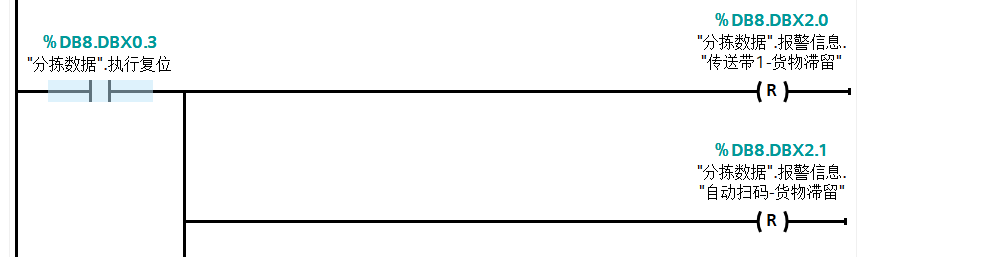 %DB8.DBX2.0
%DB8.DBX0.3
"分拣数据".报警信息.
"分拣数据".执行复位
"传送带1-货物滞留"
R
%DB8.DBX2.1
"分拣数据".报警信息.
"自动扫码-货物滞留"
R